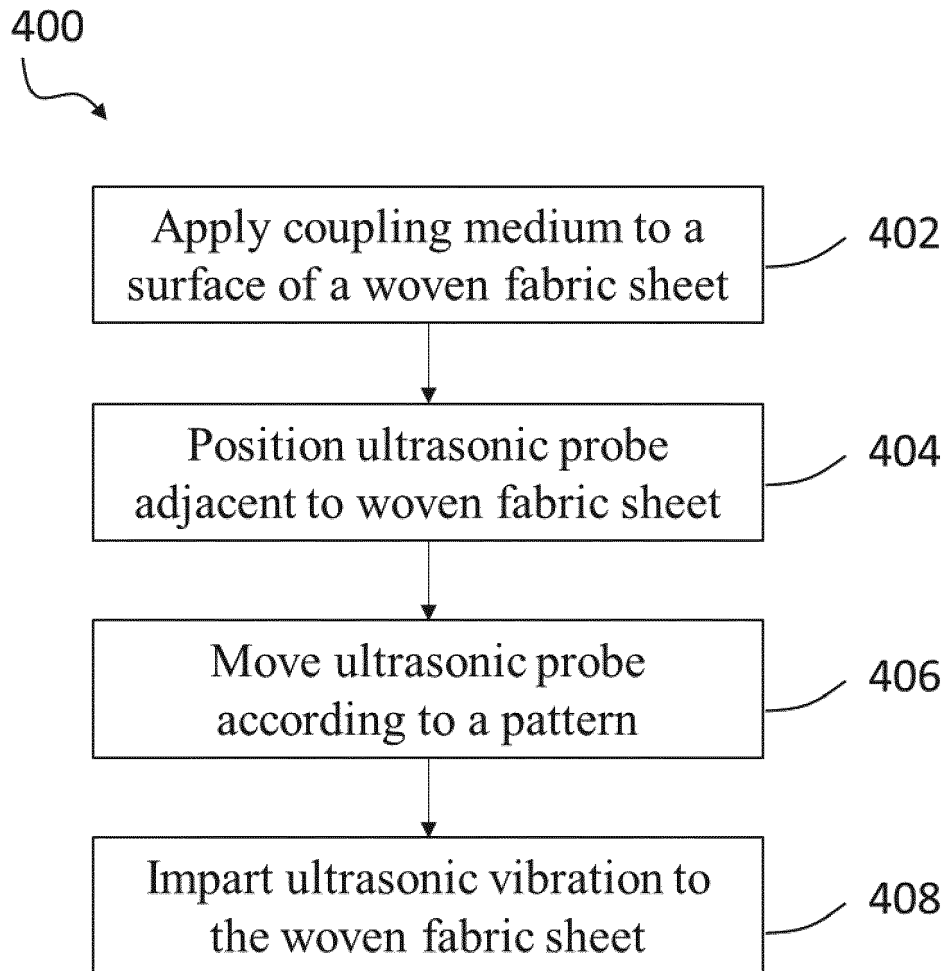 400
Apply coupling medium to a
surface of a woven fabric sheet
402
Position ultrasonic probe
adjacent to woven fabric sheet
404
Move ultrasonic probe
according to a pattern
406
Impart ultrasonic vibration to
the woven fabric sheet
408